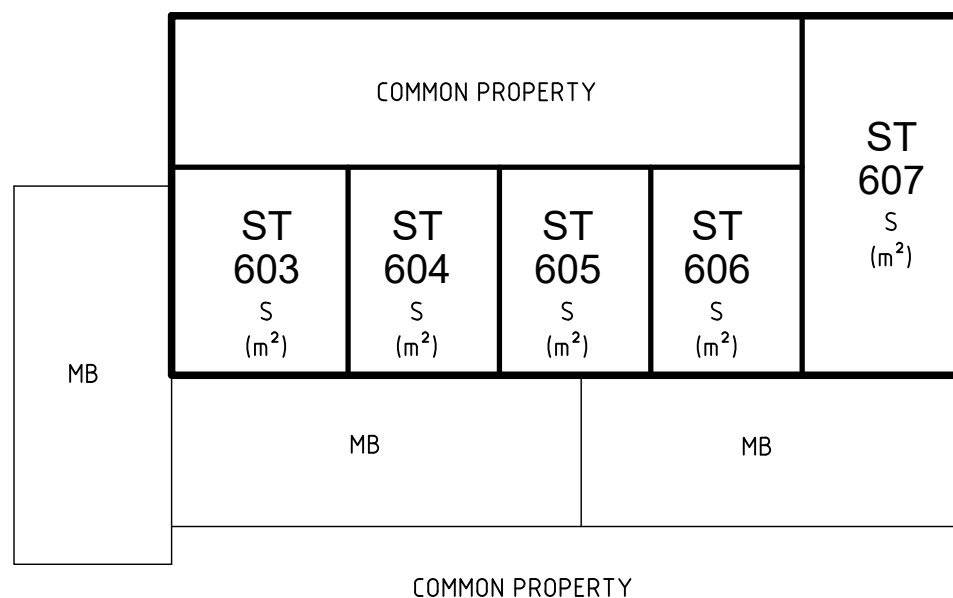 COMMON PROPERTY
ST
607
S
(m²)
ST
603
S
(m²)
ST
604
S
(m²)
ST
605
S
(m²)
ST
606
S
(m²)
MB
MB
MB
COMMON PROPERTY